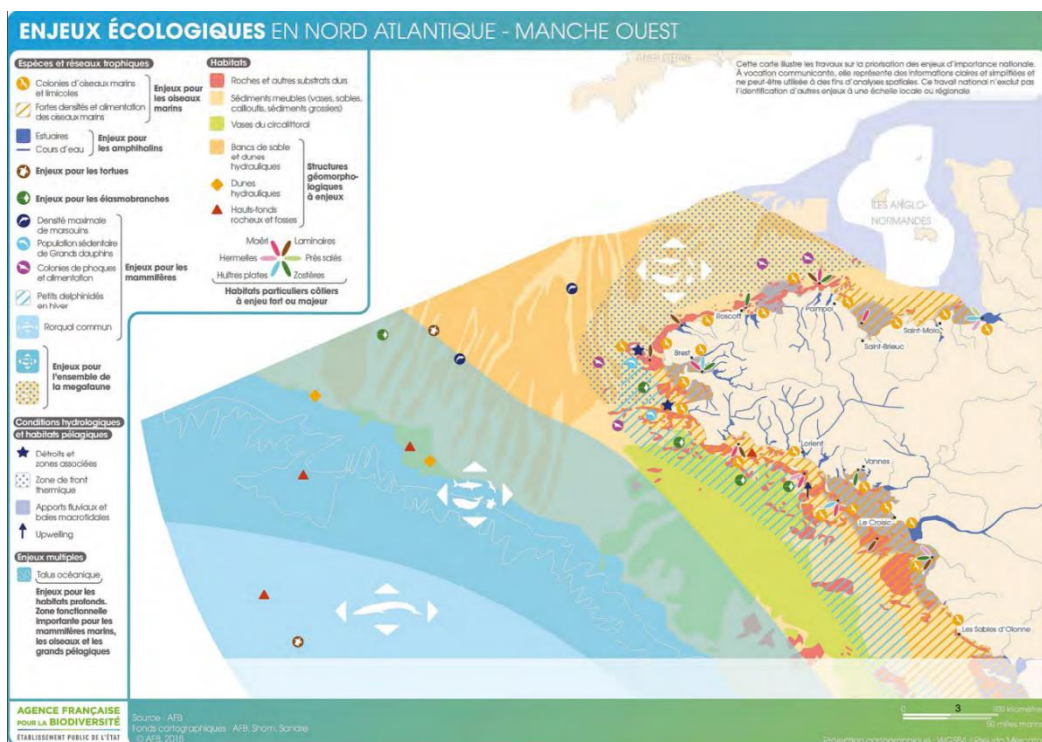 ENJEUX ÉCOLOGIQUES EN NORD ATLANTIQUE - MANCHE OUEST
Espèces et réseaux trophiques
Colonies d'oiseaux marins
et limicoles
Fortes densités et alimentation
des oiseaux marins
Enjeux pour
les oiseaux
marins
Estuaires
Cours d'eau
Enjeux pour
les amphihalins
Enjeux pour les tortues
Enjeux pour les élasmobranches
Densité maximale
de marsouins
Population sédentaire
de Grands dauphins
Colonies de phoques
et alimentation
Petits delphinidés
en hiver
Rorqual commun
Enjeux pour les
mammifères
Enjeux pour
l'ensemble de
la megafaune
Conditions hydrologiques
et habitats pélagiques
Détroits et
zones associées
Zone de front
thermique
Apports fluviaux et
baies macrotidales
Upwelling
Enjeux multiples
Talus océanique
Enjeux pour les
habitats profonds.
Zone fonctionnelle
importante pour les
mammifères marins,
les oiseaux et les
grands pélagiques
Habitats
Roches et autres substrats durs
Sédiments meubles (vases, sables,
cailloutis, sédiments grossiers)
Vases du circalittoral
Bancs de sable
et dunes
hydrauliques
Dunes
hydrauliques
Hauts-fonds
rocheux et fosses
Structures
géomorpho-
logiques
à enjeux
Maërl
Laminaires
Hermelles
Prés salés
Huîtres plates
Zostères
Habitats particuliers côtiers
à enjeu fort ou majeur
Cette carte illustre les travaux sur la priorisation des enjeux d'importance nationale.
À vocation communicante, elle représente des informations claires et simplifiées et
ne peut-être utilisée à des fins d'analyses spatiales. Ce travail national n'exclut pas
l'identification d'autres enjeux à une échelle locale ou régionale
ÎLES ANGLO-
NORMANDES
Roscoff
Paimpol
Saint-Malo
Saint-Brieuc
Brest
Lorient
Vannes
Le Croisic
Les Sables d'Olonne
AGENCE FRANÇAISE
POUR LA BIODIVERSITÉ
ÉTABLISSEMENT PUBLIC DE L'ÉTAT
Source : AFB
Fonds cartographiques : AFB, Shom, Sandre
© AFB, 2018
0
3
100 kilomètres
50 milles marins
Projection cartographique : WGS84 / Pseudo Mercator